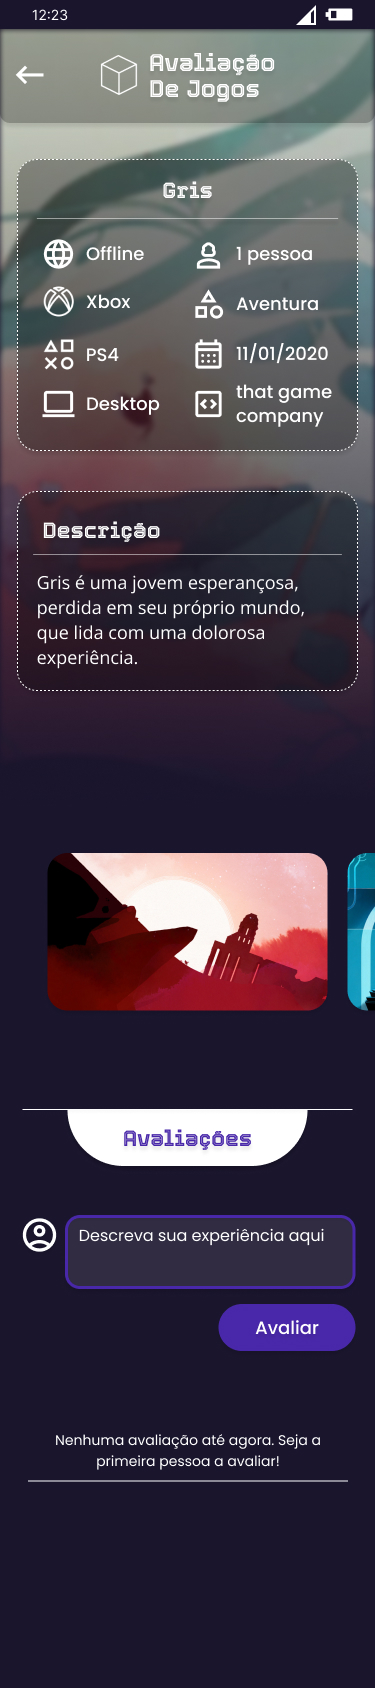 12:23
Avaliação
De Jogos
Gris
Offline
1 pessoa
Xbox
Aventura
PS4
11/01/2020
Desktop
that game
company
Descrição
Gris é uma jovem esperançosa,
perdida em seu próprio mundo,
que lida com uma dolorosa
experiência.
Avaliações
Descreva sua experiência aqui
Avaliar
Nenhuma avaliação até agora. Seja a
primeira pessoa a avaliar!